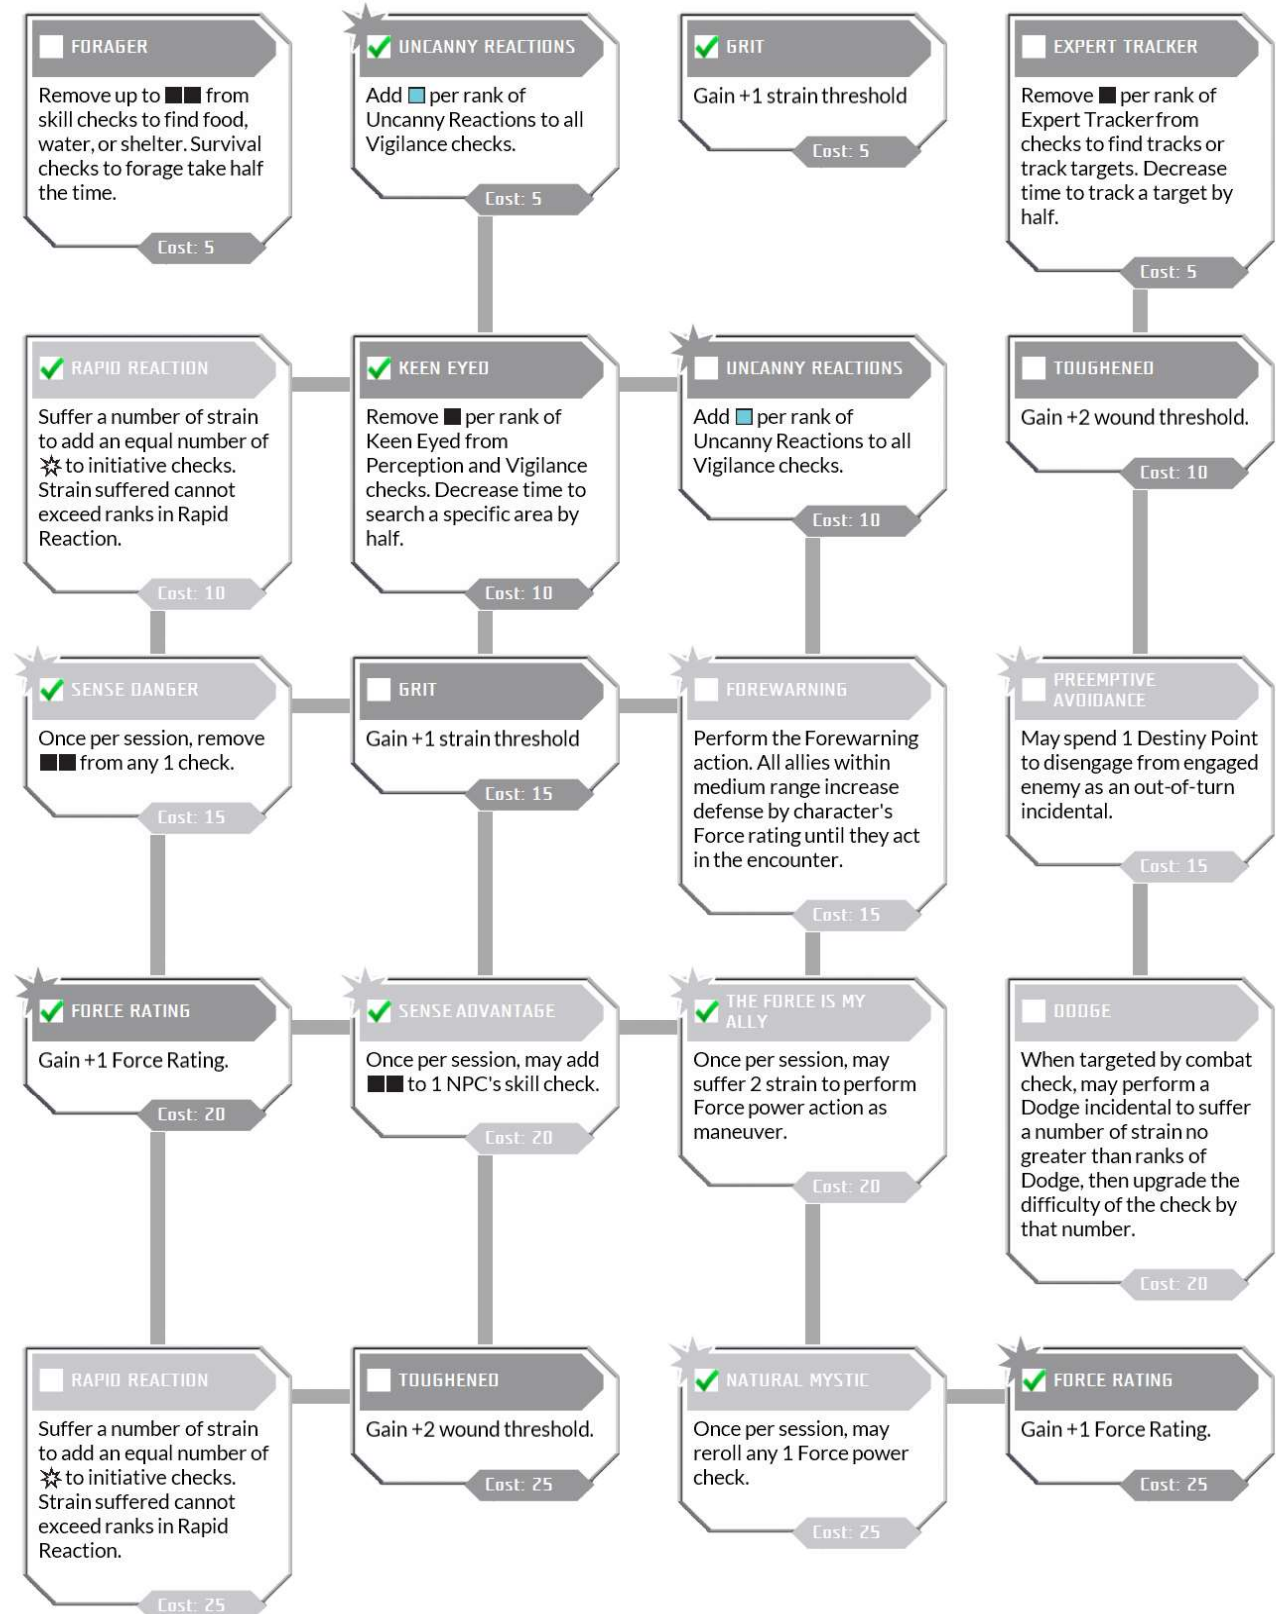 FORAGER
Remove up to from
skill checks to find food,
water, or shelter. Survival
checks to forage take half
the time.
Cost: 5
UNCANNY REACTIONS
Add per rank of
Uncanny Reactions to all
Vigilance checks.
Cost: 5
GRIT
Gain +1 strain threshold
Cost: 5
EXPERT TRACKER
Remove per rank of
Expert Tracker from
checks to find tracks or
track targets. Decrease
time to track a target by
half.
Cost: 5
RAPID REACTION
Suffer a number of strain
to add an equal number of
to initiative checks.
Strain suffered cannot
exceed ranks in Rapid
Reaction.
Cost: 10
KEEN EYED
Remove per rank of
Keen Eyed from
Perception and Vigilance
checks. Decrease time to
search a specific area by
half.
Cost: 10
UNCANNY REACTIONS
Add per rank of
Uncanny Reactions to all
Vigilance checks.
Cost: 10
TOUGHENED
Gain +2 wound threshold.
Cost: 10
SENSE DANGER
Once per session, remove
from any 1 check.
Cost: 15
GRIT
Gain +1 strain threshold
Cost: 15
FOREWARNING
Perform the Forewarning
action. All allies within
medium range increase
defense by character's
Force rating until they act
in the encounter.
Cost: 15
PREEMPTIVE
AVOIDANCE
May spend 1 Destiny Point
to disengage from engaged
enemy as an out-of-turn
incidental.
Cost: 15
FORCE RATING
Gain +1 Force Rating.
Cost: 20
SENSE ADVANTAGE
Once per session, may add
to 1 NPC's skill check.
Cost: 20
THE FORCE IS MY
ALLY
Once per session, may
suffer 2 strain to perform
Force power action as
maneuver.
Cost: 20
DODGE
When targeted by combat
check, may perform a
Dodge incidental to suffer
a number of strain no
greater than ranks of
Dodge, then upgrade the
difficulty of the check by
that number.
Cost: 20
RAPID REACTION
Suffer a number of strain
to add an equal number of
to initiative checks.
Strain suffered cannot
exceed ranks in Rapid
Reaction.
Cost: 25
TOUGHENED
Gain +2 wound threshold.
Cost: 25
NATURAL MYSTIC
Once per session, may
reroll any 1 Force power
check.
Cost: 25
FORCE RATING
Gain +1 Force Rating.
Cost: 25